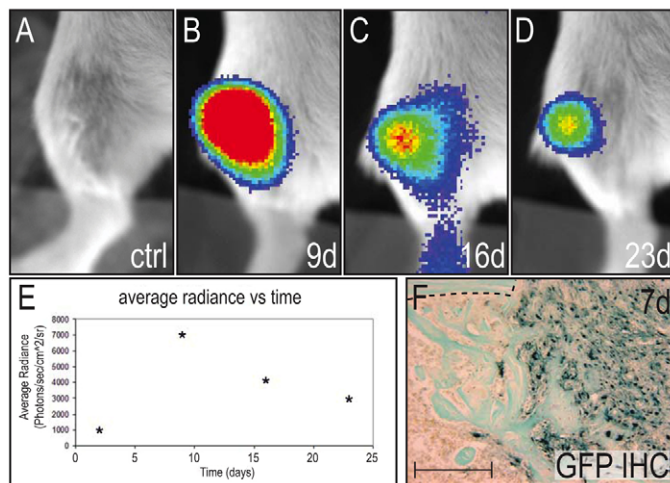 A
B
C
D
ctrl
9d
16d
23d
E
average radiance vs time
8000
7000
6000
5000
4000
3000
2000
1000
0
Average Radiance
(Photons/sec/cm^2/sr)
0
5
10
15
20
25
Time (days)
F
7d
GFP IHC